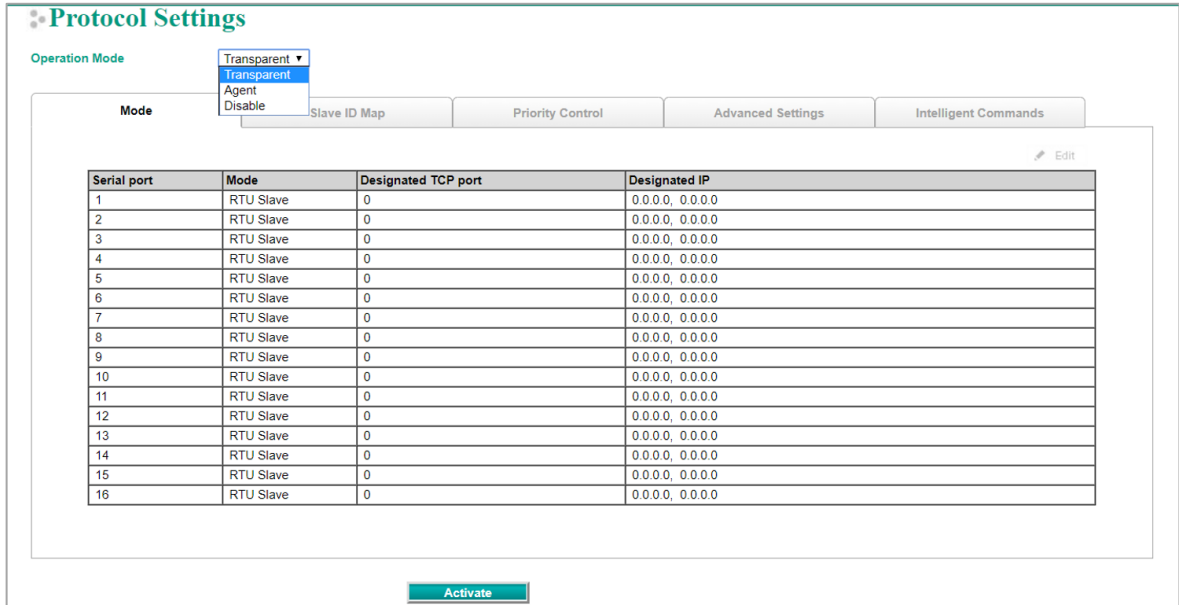 Protocol Settings
Operation Mode Transparent
Transparent
Agent
Disable
Mode Slave ID Map Priority Control Advanced Settings Intelligent Commands
Edit
Serial port Mode Designated TCP port Designated IP
1 RTU Slave 0 0.0.0.0, 0.0.0.0
2 RTU Slave 0 0.0.0.0, 0.0.0.0
3 RTU Slave 0 0.0.0.0, 0.0.0.0
4 RTU Slave 0 0.0.0.0, 0.0.0.0
5 RTU Slave 0 0.0.0.0, 0.0.0.0
6 RTU Slave 0 0.0.0.0, 0.0.0.0
7 RTU Slave 0 0.0.0.0, 0.0.0.0
8 RTU Slave 0 0.0.0.0, 0.0.0.0
9 RTU Slave 0 0.0.0.0, 0.0.0.0
10 RTU Slave 0 0.0.0.0, 0.0.0.0
11 RTU Slave 0 0.0.0.0, 0.0.0.0
12 RTU Slave 0 0.0.0.0, 0.0.0.0
13 RTU Slave 0 0.0.0.0, 0.0.0.0
14 RTU Slave 0 0.0.0.0, 0.0.0.0
15 RTU Slave 0 0.0.0.0, 0.0.0.0
16 RTU Slave 0 0.0.0.0, 0.0.0.0
Activate